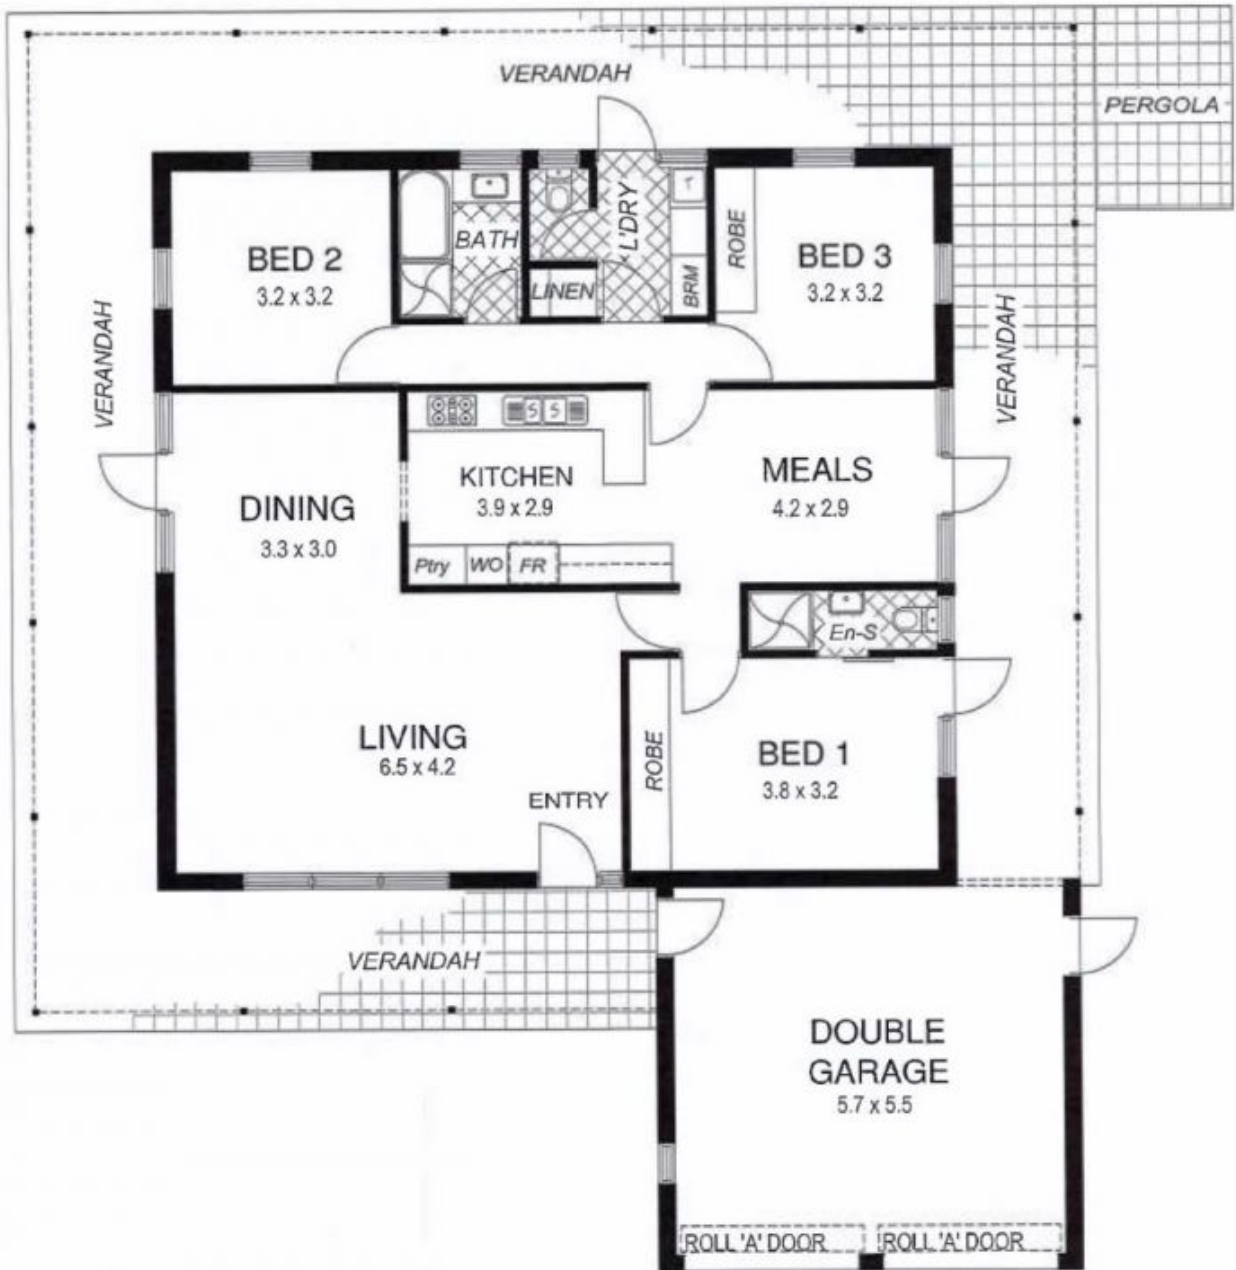 VERANDAH
PERGOLA
BED 2
3.2 x 3.2
BATH
L'DRY
T
LINEN
BRM
ROBE
BED 3
3.2 x 3.2
VERANDAH
VERANDAH
S S
KITCHEN
3.9 x 2.9
MEALS
4.2 x 2.9
DINING
3.3 x 3.0
Ptry
WO
FR
En-S
LIVING
6.5 x 4.2
ROBE
BED 1
3.8 x 3.2
ENTRY
VERANDAH
DOUBLE
GARAGE
5.7 x 5.5
ROLL 'A' DOOR
ROLL 'A' DOOR